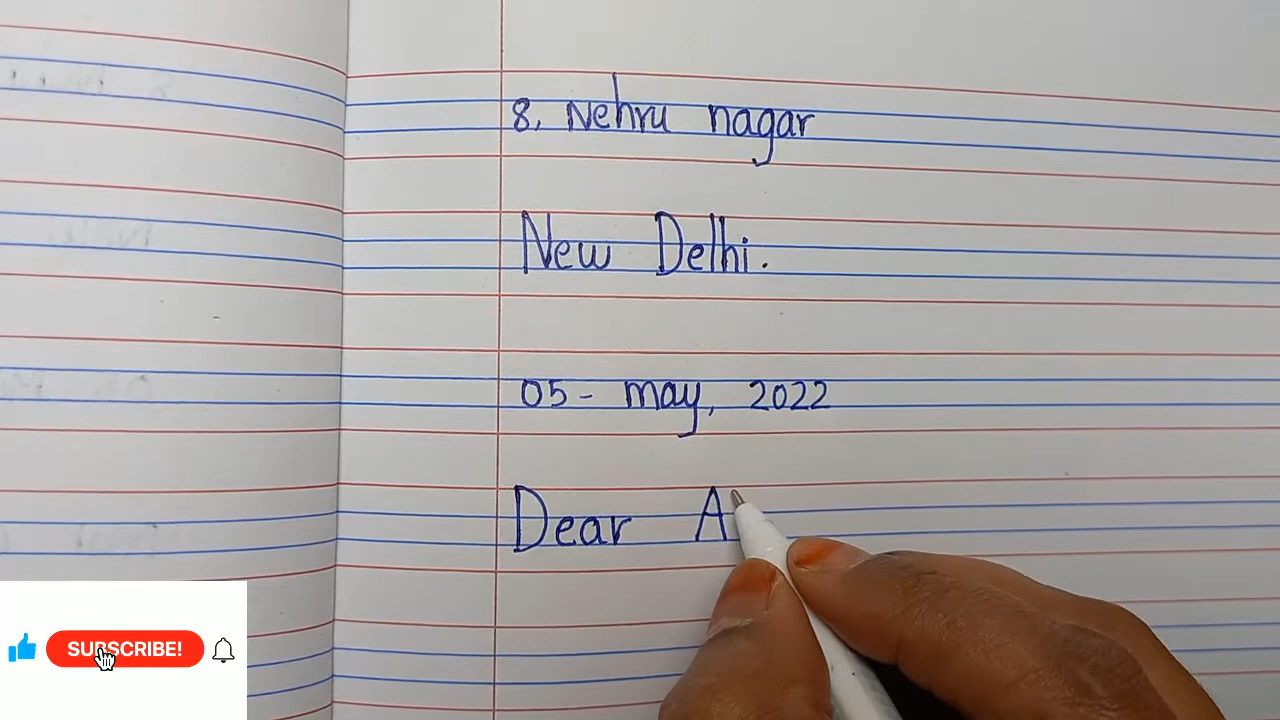 8, Nehru nagar
New Delhi.
05- may, 2022
Dear A
SUBSCRIBE!